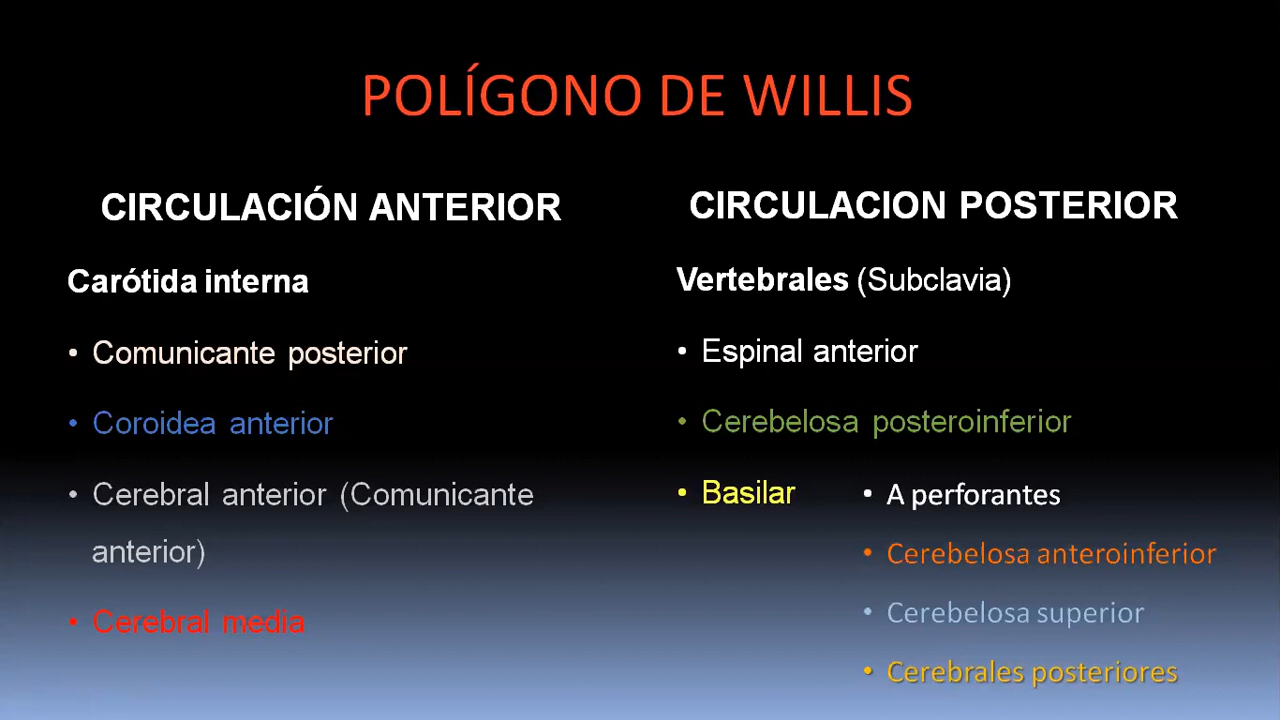 POLÍGONO DE WILLIS
CIRCULACIÓN ANTERIOR
Carótida interna
• Comunicante posterior
• Coroidea anterior
• Cerebral anterior (Comunicante
anterior)
• Cerebral media
CIRCULACION POSTERIOR
Vertebrales (Subclavia)
• Espinal anterior
• Cerebelosa posteroinferior
• Basilar
• A perforantes
• Cerebelosa anteroinferior
• Cerebelosa superior
• Cerebrales posteriores